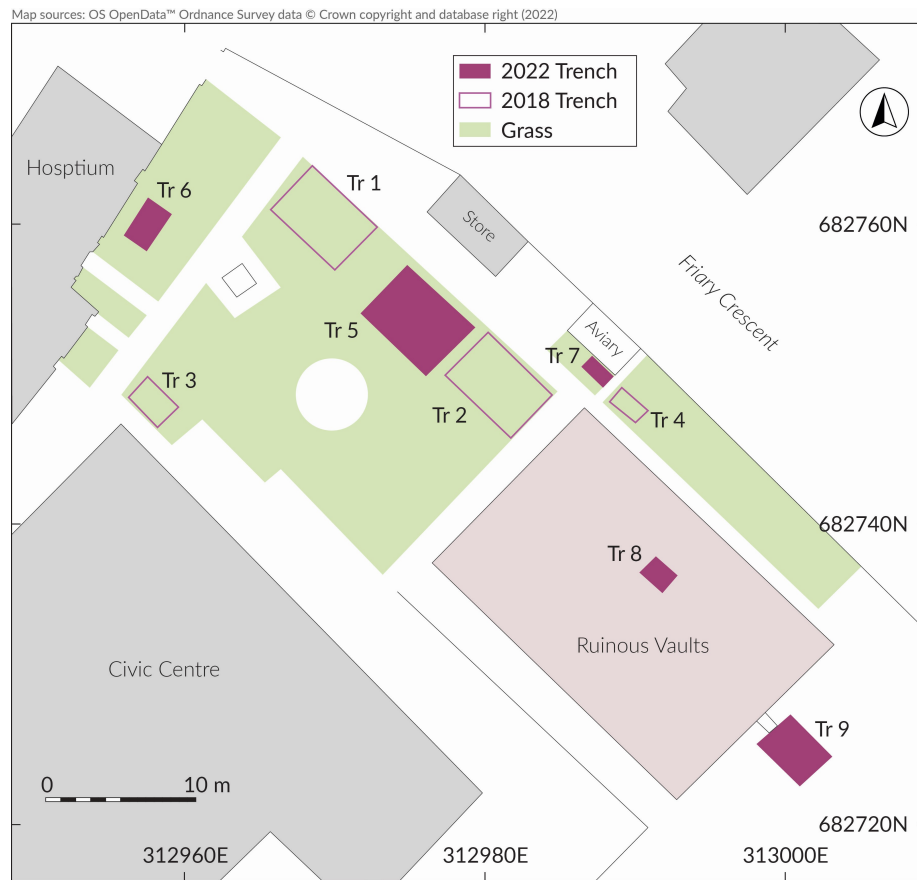 Map sources: OS OpenData™ Ordnance Survey data © Crown copyright and database right (2022)
2022 Trench
2018 Trench
Grass
Hosptium
Tr 6
Tr 1
Store
682760N
Friary Crescent
Tr 5
Aviary
Tr 7
Tr 3
Tr 2
Tr 4
682740N
Tr 8
Ruinous Vaults
Civic Centre
Tr 9
0 10 m
682720N
312960E 312980E 313000E